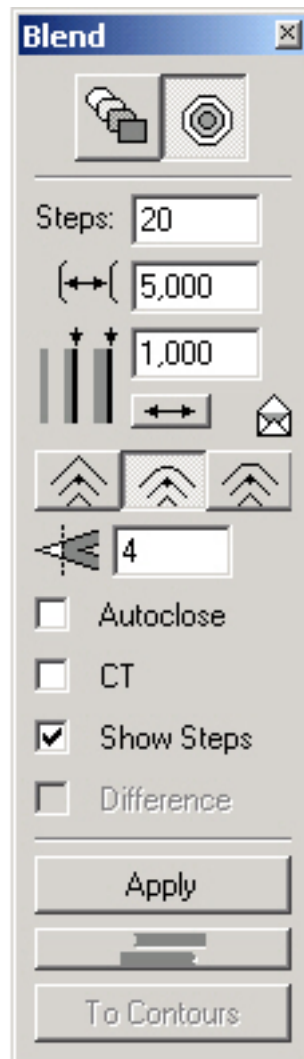 Blend
Steps: 20
5,000
1,000
4
Autoclose
CT
Show Steps
Difference
Apply
To Contours